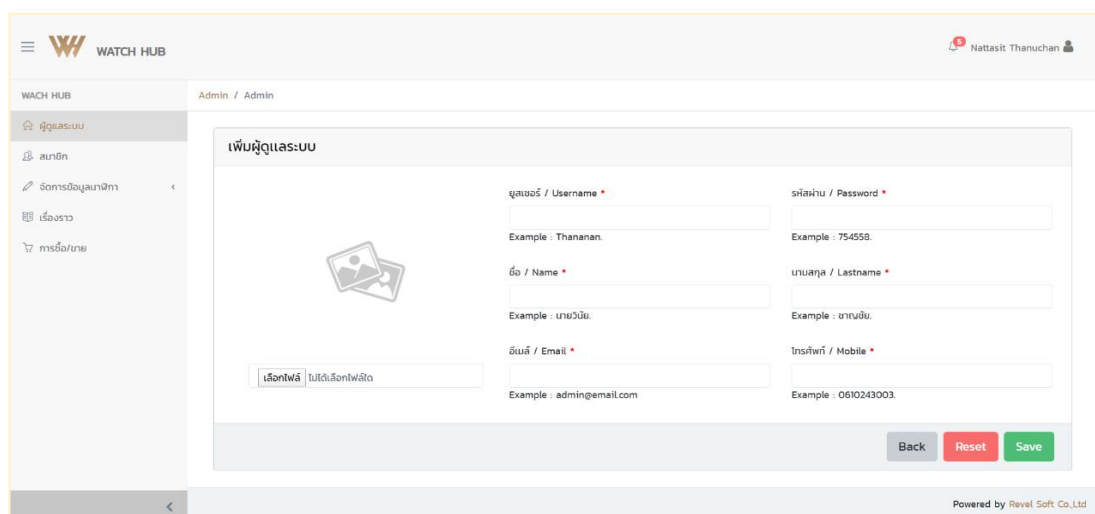 WATCH HUB
5
Nattasit Thanuchan
WACH HUB
Admin / Admin
ผู้ดูแลระบบ
สมาชิก
จัดการข้อมูลนาฬิกา
เรื่องราว
การซื้อ/ขาย
เพิ่มผู้ดูแลระบบ
ยูสเซอร์ / Username *
รหัสผ่าน / Password *
Example : Thananan.
Example : 754558.
ชื่อ / Name *
นามสกุล / Lastname *
Example : นายวินัย.
Example : ชาญชัย.
อีเมล์ / Email *
โทรศัพท์ / Mobile *
เลือกไฟล์ ไม่ได้เลือกไฟล์ใด
Example : admin@email.com
Example : 0610243003.
Back Reset Save
Powered by Revel Soft Co.,Ltd